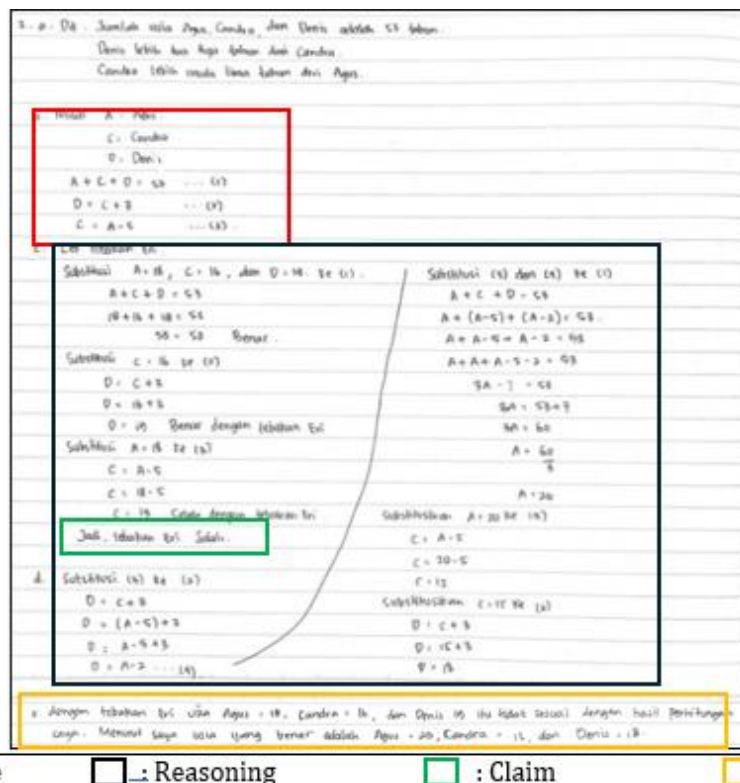 2. a. Dik : Jumlah usia Agus, Candra, dan Denis adalah 53 tahun.
Denis lebih tua tiga tahun dari Candra.
Candra lebih muda lima tahun dari Agus.
b. Misal A = Agus
C = Candra
D = Denis
A + C + D = 53 ... (1)
D = C + 3 ... (2)
C = A - 5 ... (3)
c. Cek tebakan Eri.
Substitusi A = 18, C = 16, dan D = 19 ke (1).
A + C + D = 53
18 + 16 + 19 = 53
53 = 53 Benar.
Substitusi C = 16 ke (2)
D = C + 3
D = 16 + 3
D = 19 Benar dengan tebakan Eri
Substitusi A = 18 ke (3)
C = A - 5
C = 18 - 5
C = 13 dengan tebakan Eri
Jadi, tebakan Eri Salah.
d. Substitusi (3) ke (2)
D = C + 3
D = (A-5) + 3
D = A - 5 + 3
D = A - 2 ... (4)
Substitusi (3) dan (4) ke (1)
A + C + D = 53
A + (A-5) + (A-2) = 53.
A + A - 5 + A - 2 = 53
A + A + A - 5 - 2 = 53
3A - 7 = 53
3A = 53 + 7
3A = 60
A = 60
3
A = 20
Substitusikan A = 20 ke (3)
C = A - 5
C = 20 - 5
C = 15
Substitusikan C = 15 ke (2)
D = C + 3
D = 15 + 3
D = 18
e. dengan tebakan Eri usia Agus = 18, Candra = 16, dan Denis 19 itu tidak sesuai dengan hasil perhitungan
saya. Menurut saya usia yang benar adalah Agus = 20, Candra = 15, dan Denis = 18.
: Reasoning : Claim